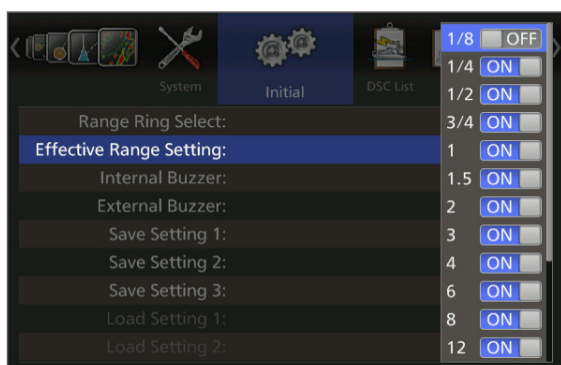 System
Initial
DSC List
Range Ring Select:
Effective Range Setting:
Internal Buzzer:
External Buzzer:
Save Setting 1:
Save Setting 2:
Save Setting 3:
Load Setting 1:
Load Setting 2:
1/8 OFF
1/4 ON
1/2 ON
3/4 ON
1 ON
1.5 ON
2 ON
3 ON
4 ON
6 ON
8 ON
12 ON